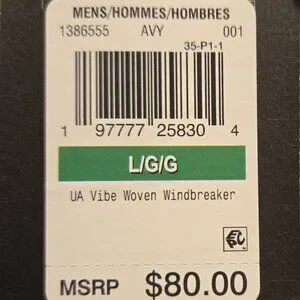 MENS/HOMMES/HOMBRES
1386555 AVY 001
35-P1-1
1 97777 25830 4
L/G/G
UA Vibe Woven Windbreaker
MSRP $80.00